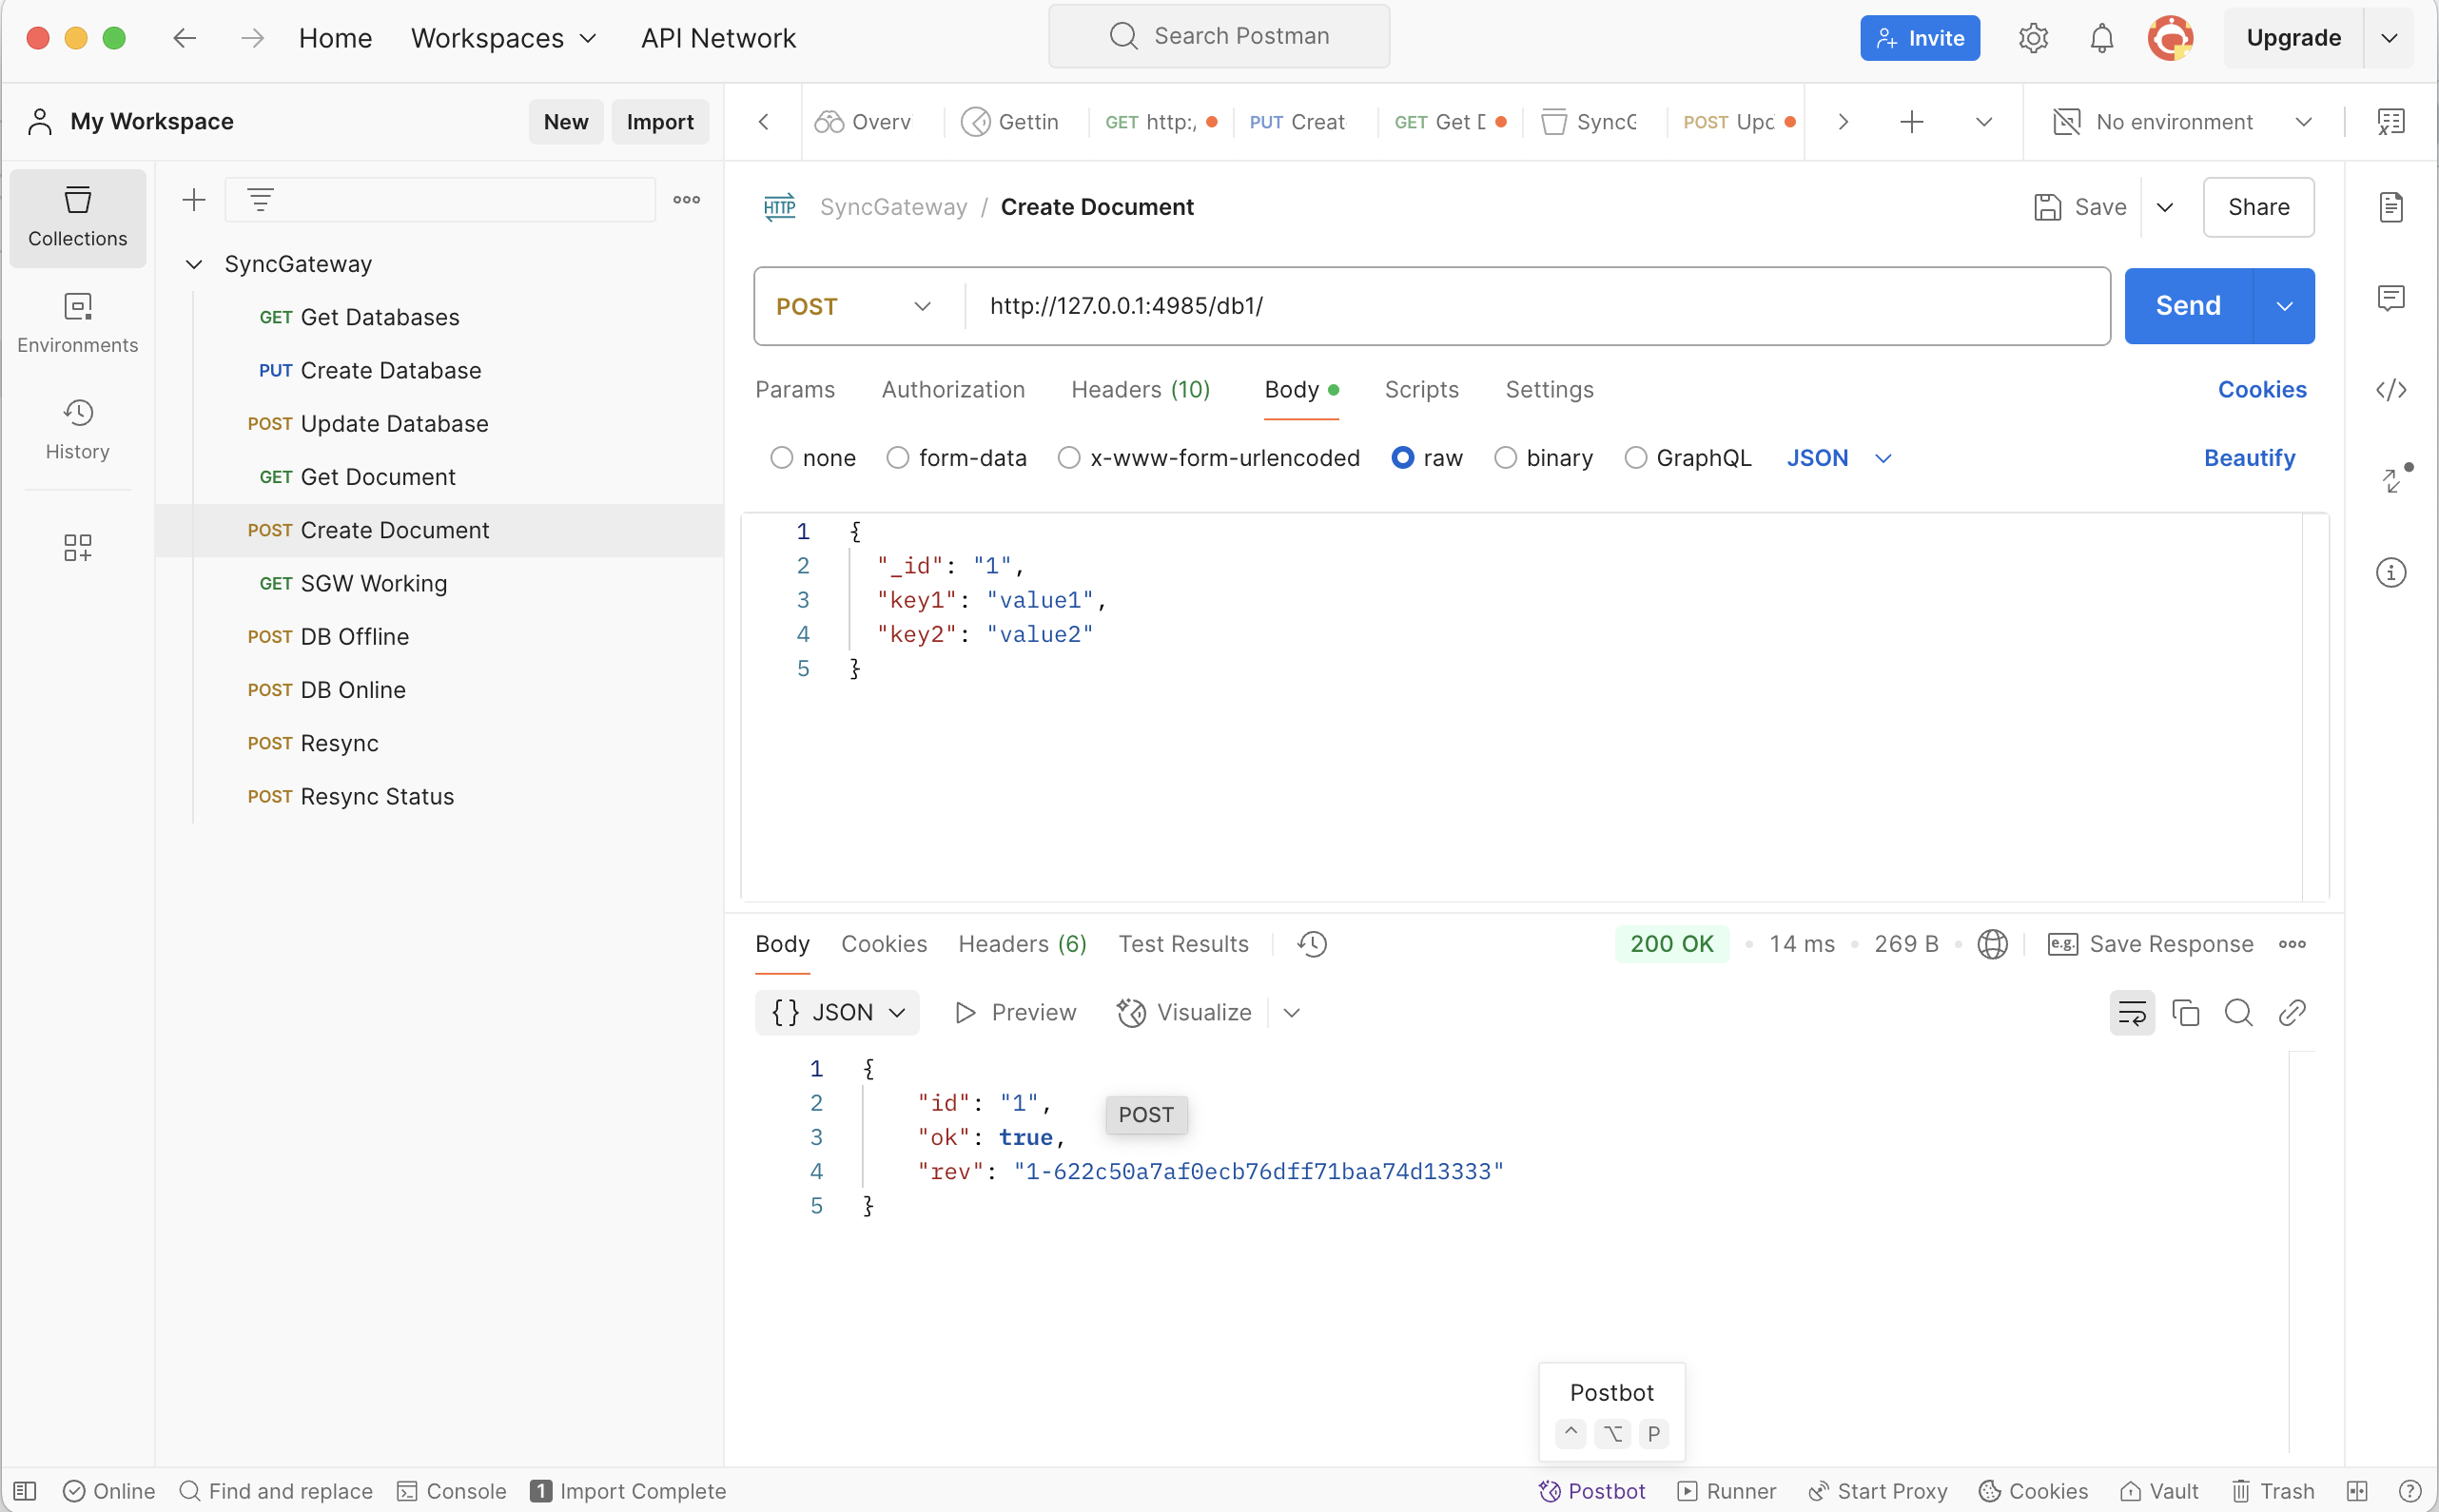 Home Workspaces API Network Search Postman Invite Upgrade
My Workspace New Import Overv Gettin GET http:/ PUT Creat GET Get D SyncG POST Upd No environment
Collections
Environments
History
SyncGateway
GET Get Databases
PUT Create Database
POST Update Database
GET Get Document
POST Create Document
GET SGW Working
POST DB Offline
POST DB Online
POST Resync
POST Resync Status
HTTP SyncGateway / Create Document Save Share
POST http://127.0.0.1:4985/db1/ Send
Params Authorization Headers (10) Body Scripts Settings Cookies
none form-data x-www-form-urlencoded raw binary GraphQL JSON Beautify
1 {
2 "_id": "1",
3 "key1": "value1",
4 "key2": "value2"
5 }
Body Cookies Headers (6) Test Results 200 OK • 14 ms • 269 B • e.g. Save Response
{} JSON Preview Visualize
1 {
2 "id": "1",
3 "ok": true,
4 "rev": "1-622c50a7af0ecb76dff71baa74d13333"
5 }
POST
Postbot
^ ⌥ P
Online Find and replace Console 1 Import Complete Postbot Runner Start Proxy Cookies Vault Trash